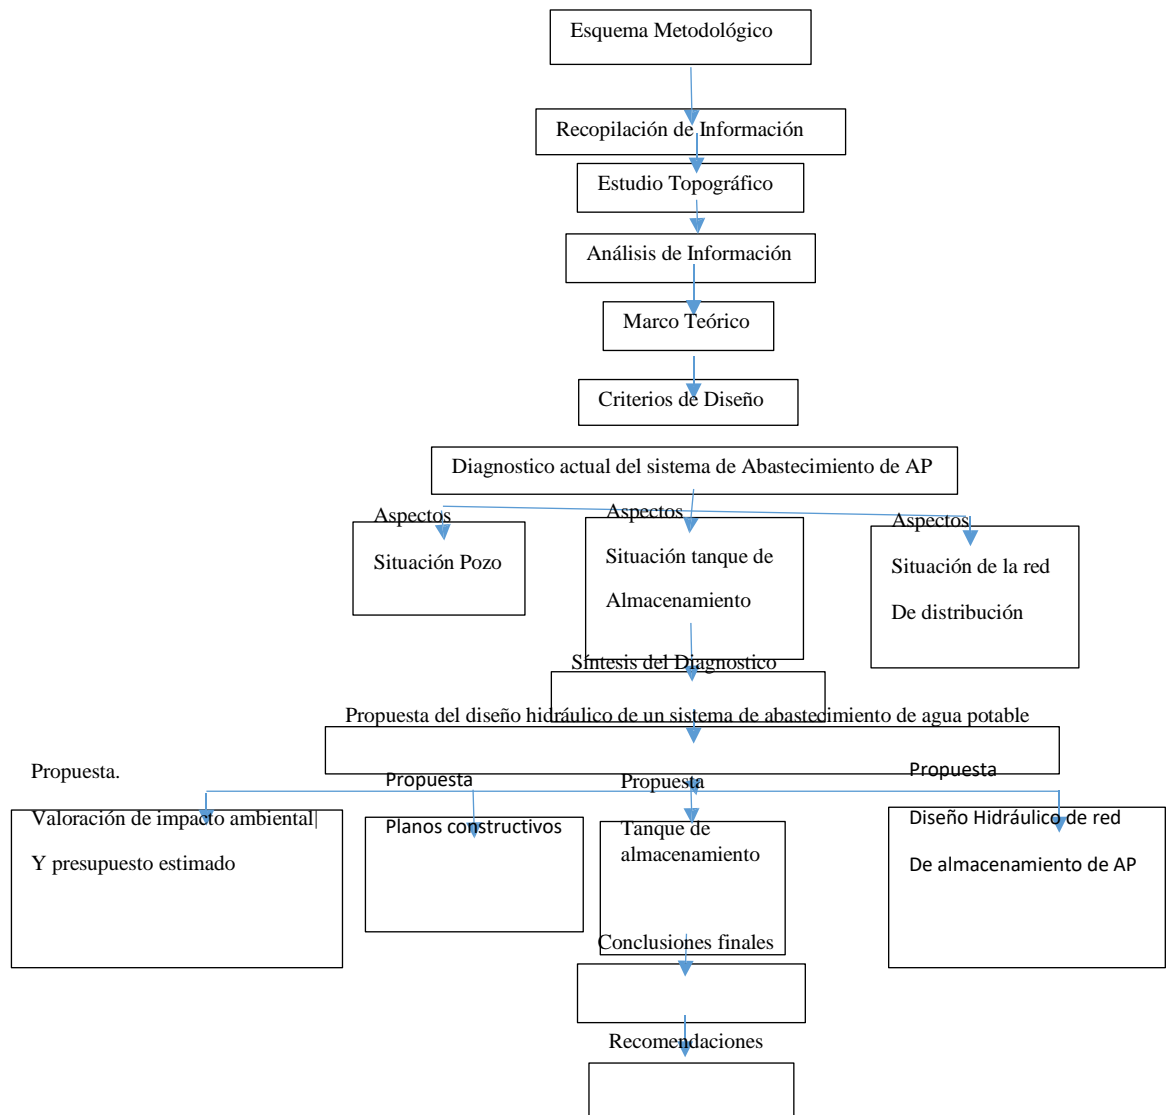 Esquema Metodológico
Recopilación de Información
Estudio Topográfico
Análisis de Información
Marco Teórico
Criterios de Diseño
Diagnostico actual del sistema de Abastecimiento de AP
Aspectos
Situación Pozo
Aspectos
Situación tanque de
Almacenamiento
Aspectos
Situación de la red
De distribución
Síntesis del Diagnostico
Propuesta del diseño hidráulico de un sistema de abastecimiento de agua potable
Propuesta.
Valoración de impacto ambiental
Y presupuesto estimado
Propuesta
Planos constructivos
Propuesta
Tanque de
almacenamiento
Propuesta
Diseño Hidráulico de red
De almacenamiento de AP
Conclusiones finales
Recomendaciones